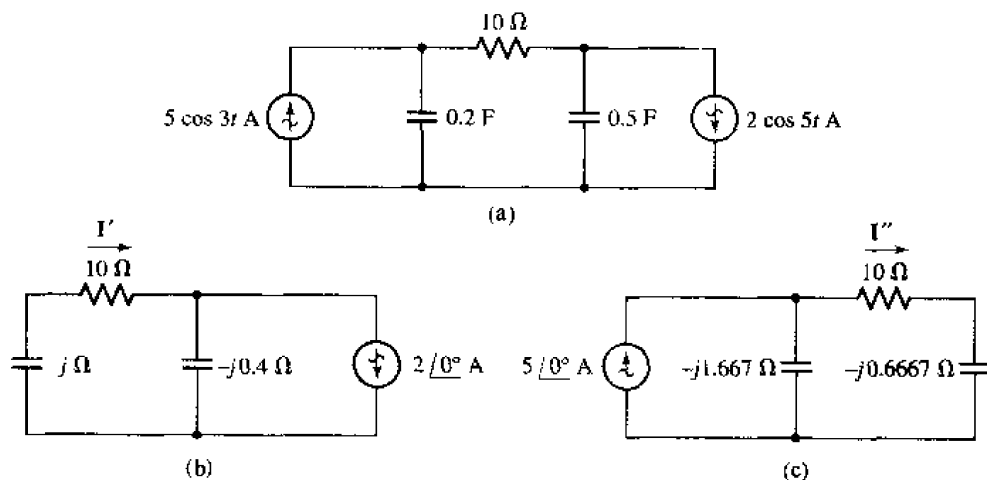 10 Ω
5 cos 3t A
0.2 F
0.5 F
2 cos 5t A
(a)
I′
10 Ω
j Ω
-j0.4 Ω
2 /0° A
(b)
I″
10 Ω
5 /0° A
-j1.667 Ω
-j0.6667 Ω
(c)